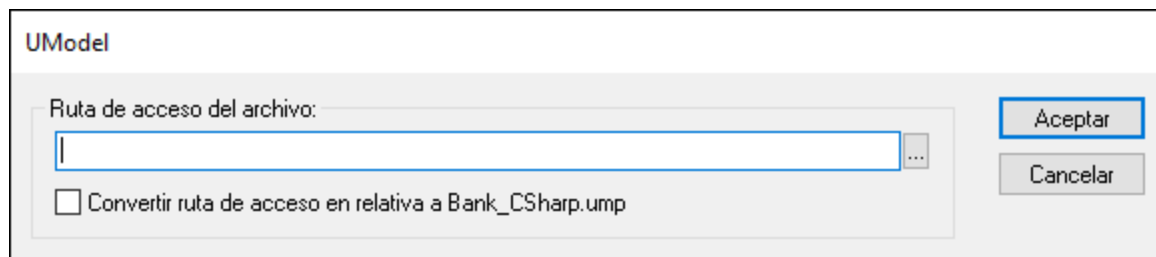 UModel
Ruta de acceso del archivo:
...
Convertir ruta de acceso en relativa a Bank_CSharp.ump
Aceptar
Cancelar